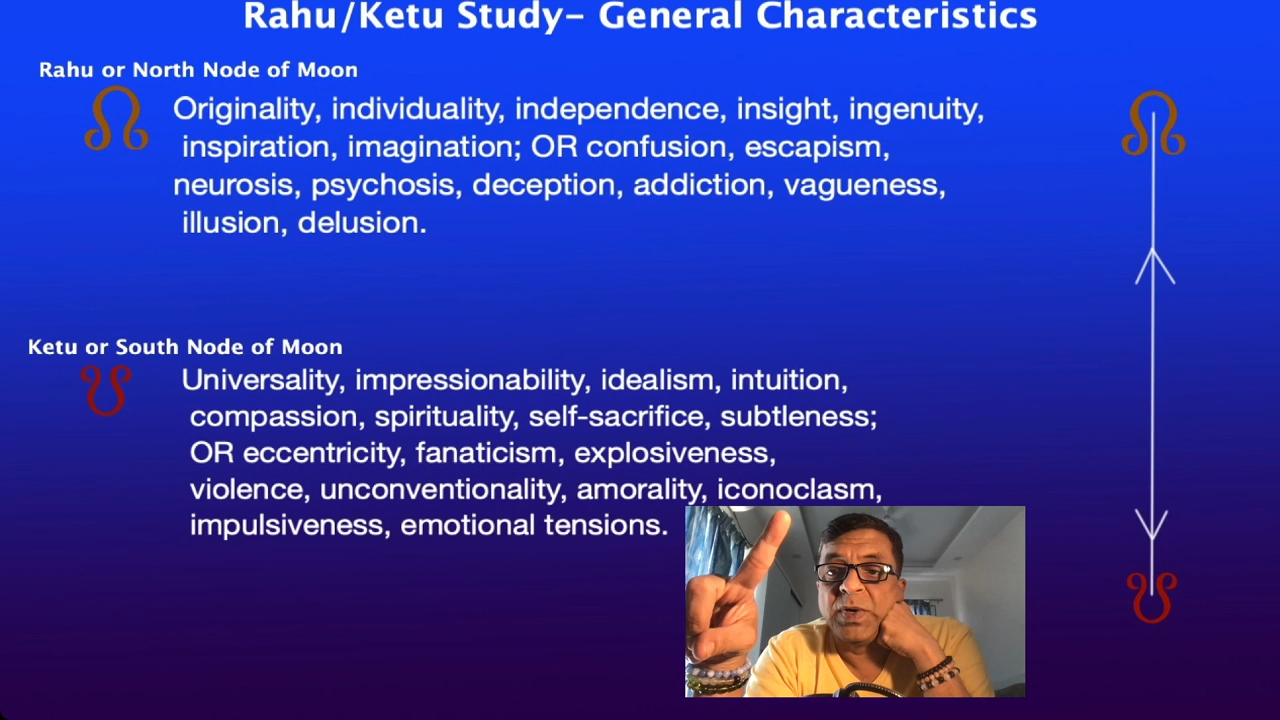 Rahu/Ketu Study– General Characteristics
Rahu or North Node of Moon
Originality, individuality, independence, insight, ingenuity,
inspiration, imagination; OR confusion, escapism,
neurosis, psychosis, deception, addiction, vagueness,
illusion, delusion.
Ketu or South Node of Moon
Universality, impressionability, idealism, intuition,
compassion, spirituality, self-sacrifice, subtleness;
OR eccentricity, fanaticism, explosiveness,
violence, unconventionality, amorality, iconoclasm,
impulsiveness, emotional tensions.